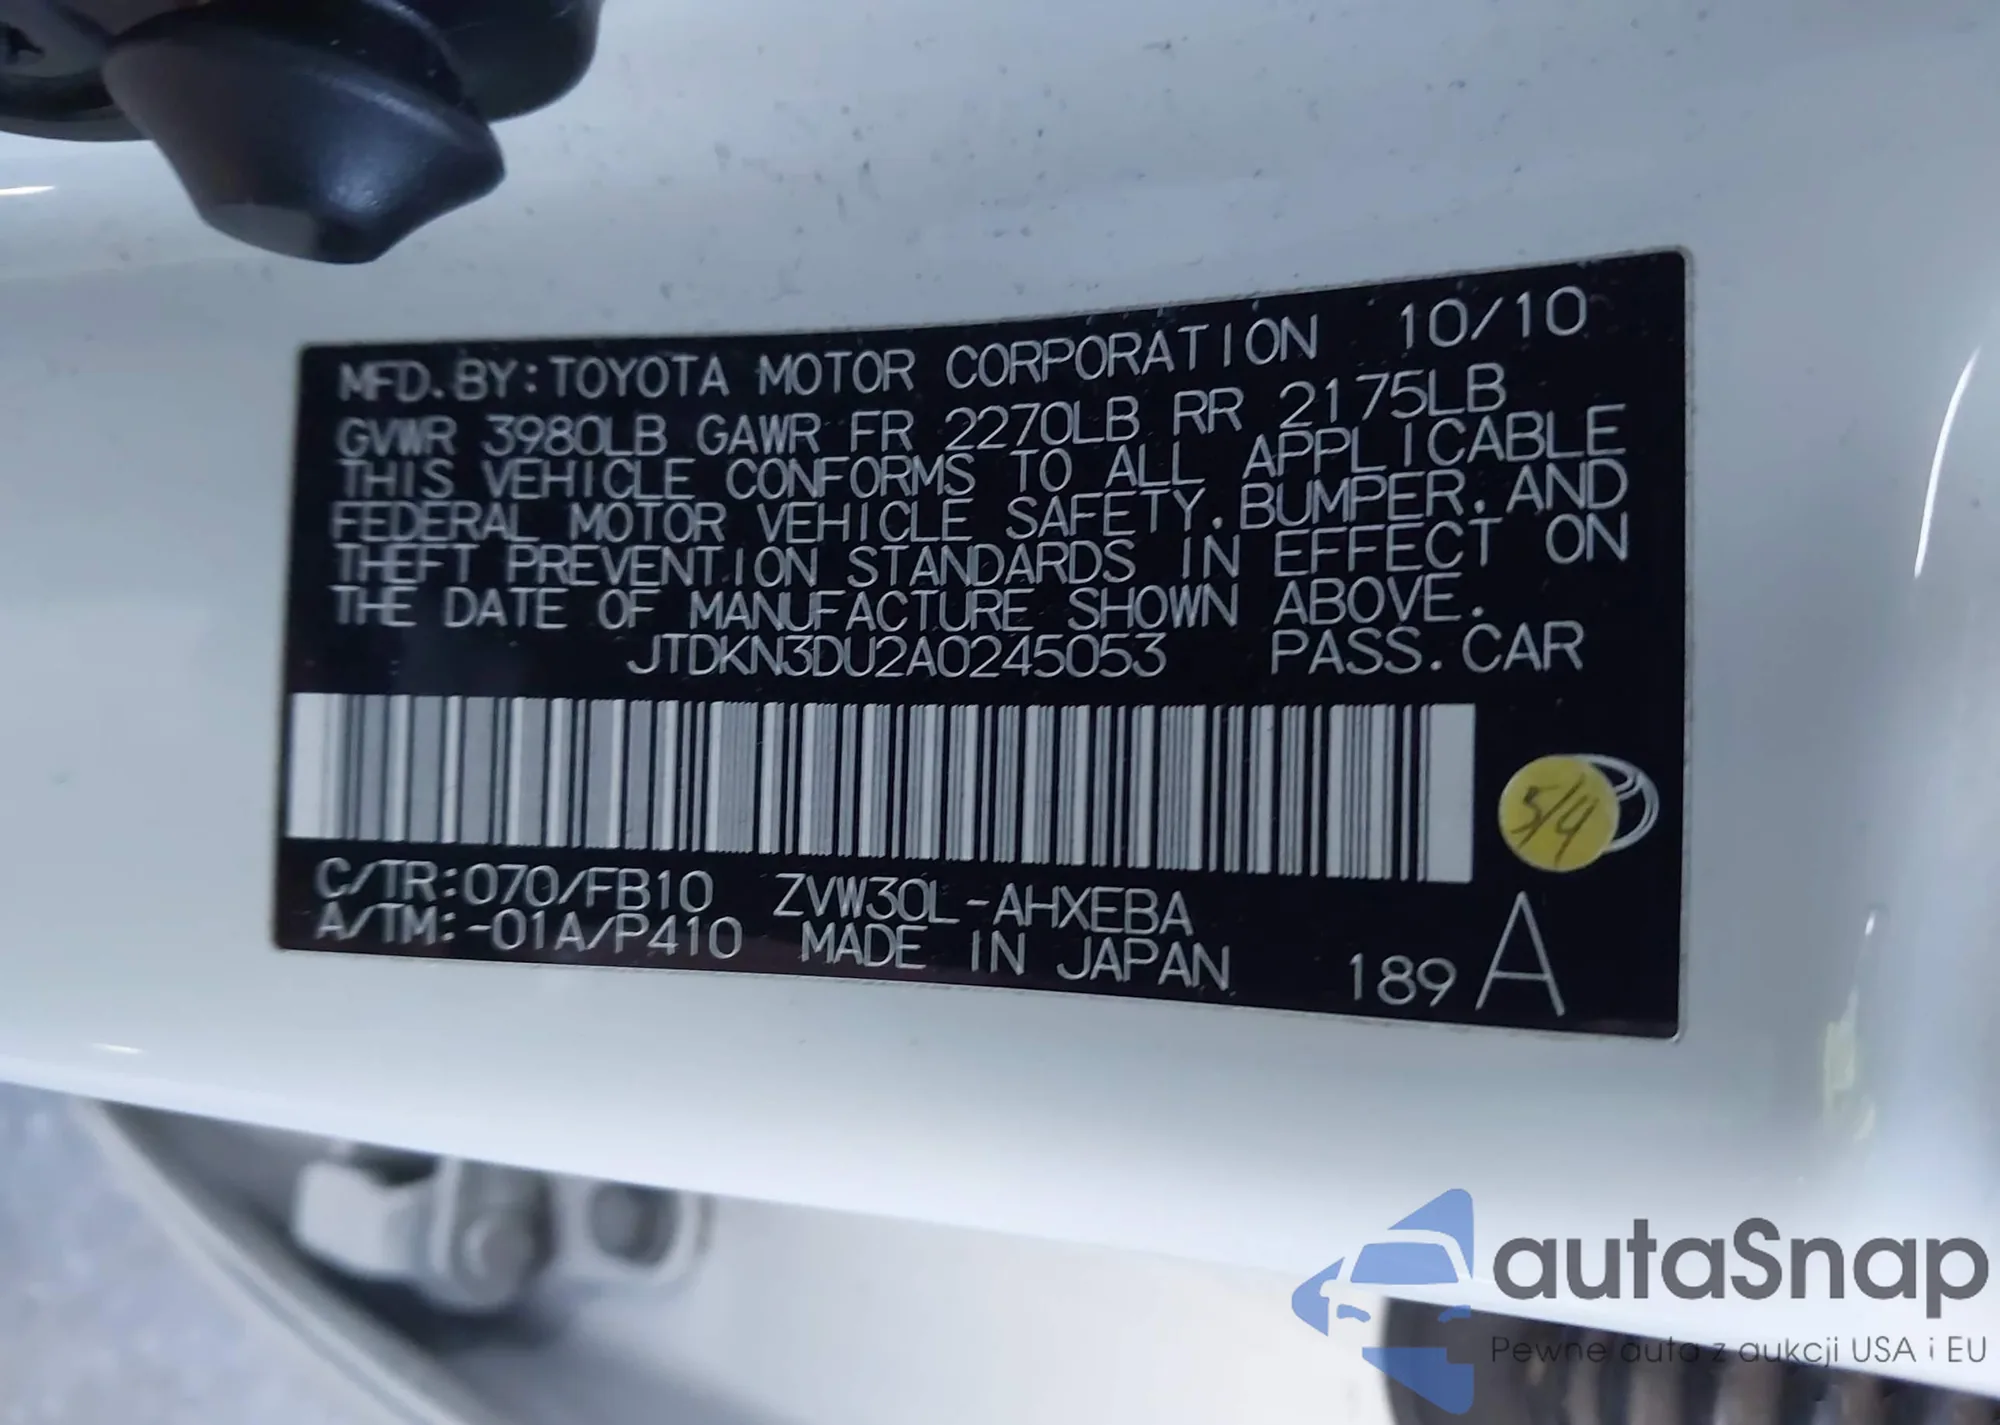 MFD. BY: TOYOTA MOTOR CORPORATION 10/10
GVWR 3980LB GAWR FR 2270LB RR 2175LB
THIS VEHICLE CONFORMS TO ALL APPLICABLE
FEDERAL MOTOR VEHICLE SAFETY, BUMPER, AND
THEFT PREVENTION STANDARDS IN EFFECT ON
THE DATE OF MANUFACTURE SHOWN ABOVE.
JTDKN3DU2A0245053 PASS. CAR
5/4
C/TR:070/FB10 ZVW30L-AHXEBA
A/TM:-01A/P410 MADE IN JAPAN 189 A
autaSnap
Pewne auta z aukcji USA i EU